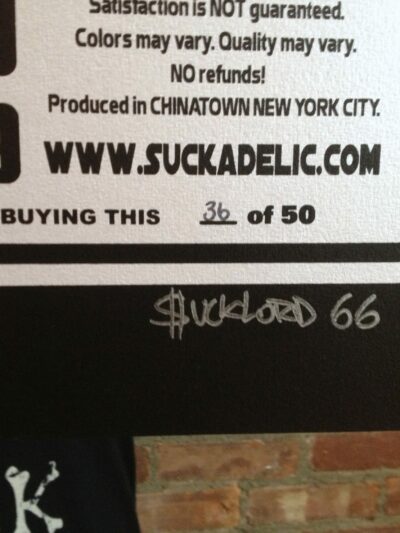 Satisfaction is NOT guaranteed.
Colors may vary. Quality may vary.
NO refunds!
Produced in CHINATOWN NEW YORK CITY.
WWW.SUCKADELIC.COM
BUYING THIS 36 of 50
$UCKLORD 66
K